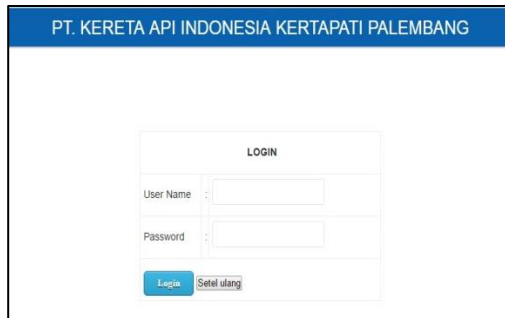 PT. KERETA API INDONESIA KERTAPATI PALEMBANG
LOGIN
User Name :
Password :
Login Setel ulang